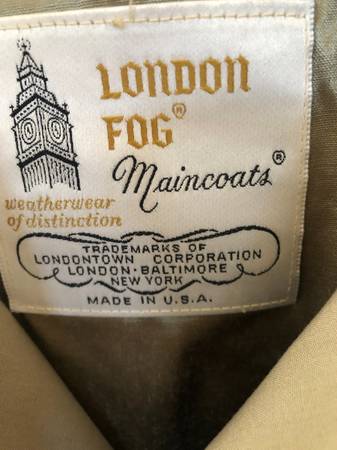 LONDON
FOG®
Maincoats®
weatherwear
of distinction
TRADEMARKS OF
LONDONTOWN CORPORATION
LONDON · BALTIMORE
NEW YORK
MADE IN U.S.A.